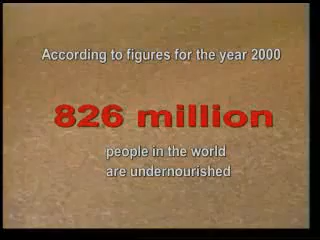 According to figures for the year 2000
826 million
people in the world
are undernourished